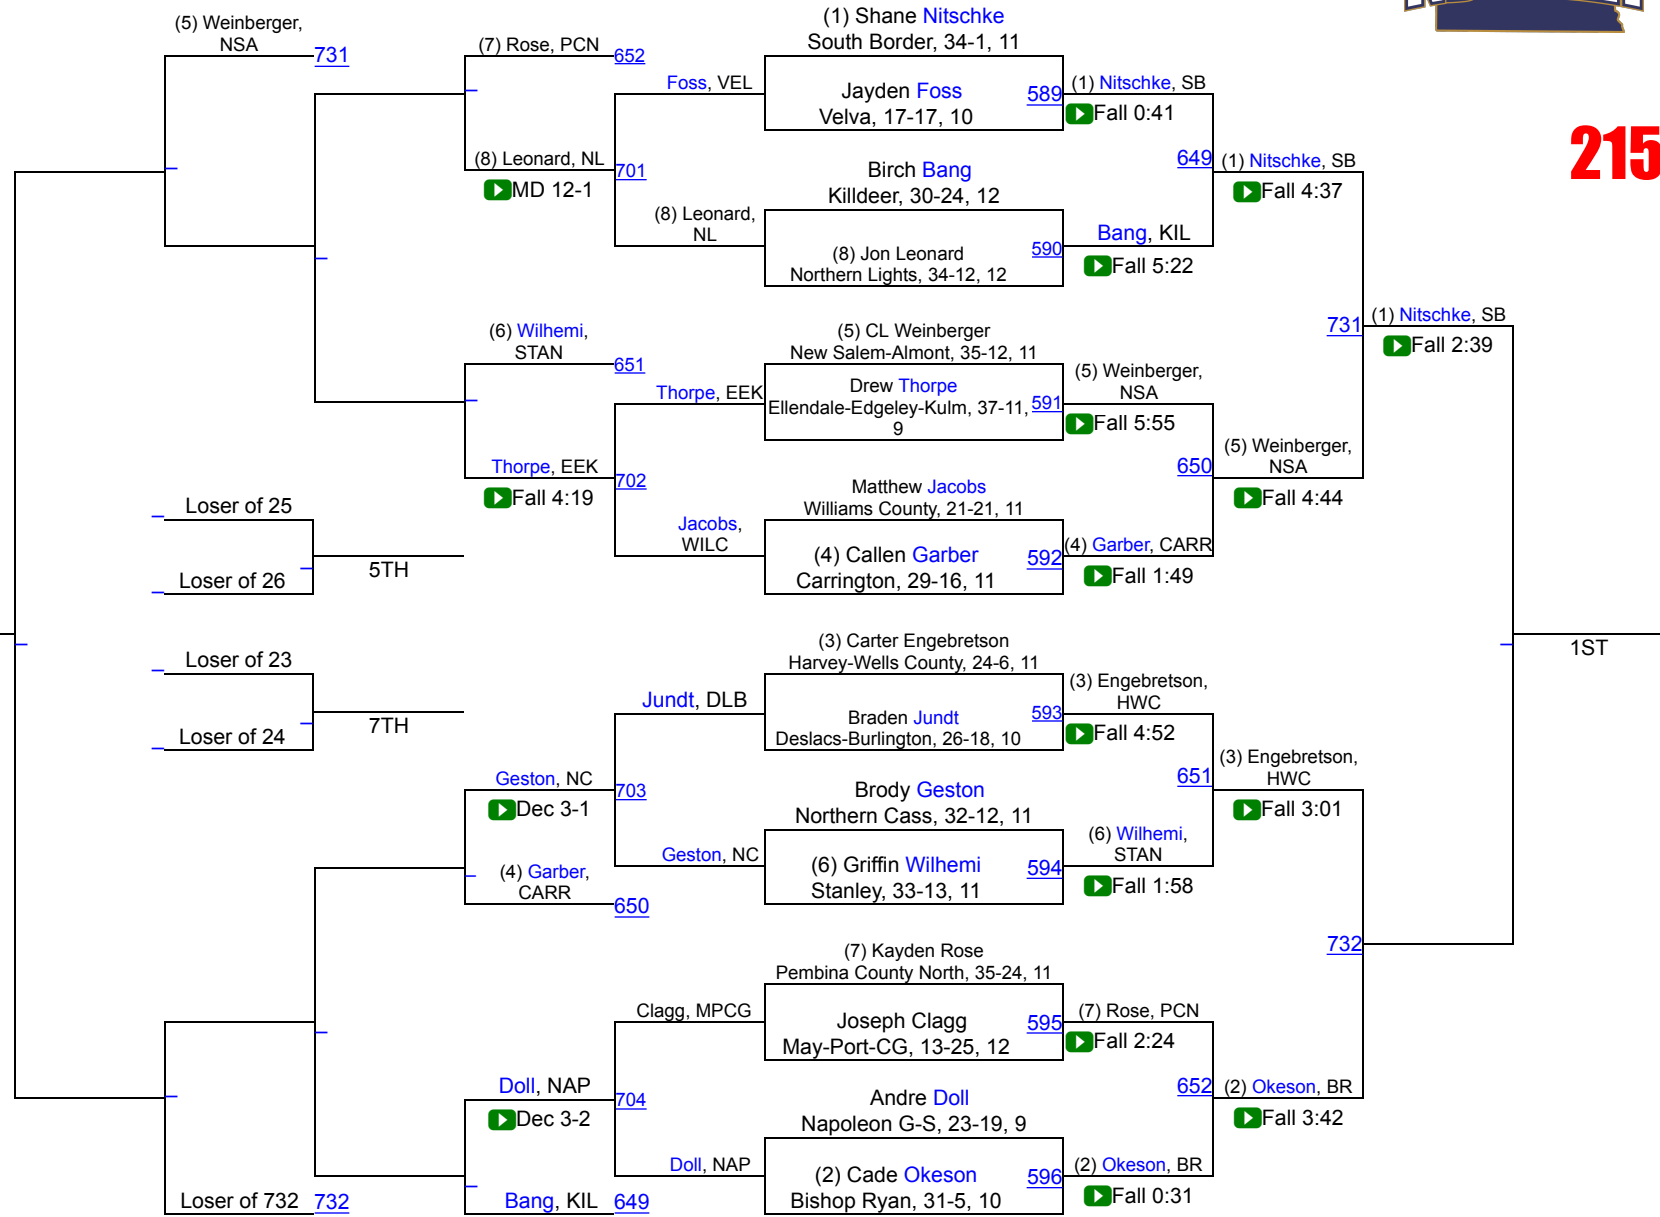 (5) Weinberger,
NSA
731
(7) Rose, PCN
652
(8) Leonard, NL
MD 12-1
701
Foss, VEL
(8) Leonard,
NL
(1) Shane Nitschke
South Border, 34-1, 11
Jayden Foss
Velva, 17-17, 10
589
(1) Nitschke, SB
Fall 0:41
Birch Bang
Killdeer, 30-24, 12
(8) Jon Leonard
Northern Lights, 34-12, 12
590
Bang, KIL
Fall 5:22
649
(1) Nitschke, SB
Fall 4:37
215
(6) Wilhemi,
STAN
651
Thorpe, EEK
Fall 4:19
702
Thorpe, EEK
Jacobs,
WILC
(5) CL Weinberger
New Salem-Almont, 35-12, 11
Drew Thorpe
Ellendale-Edgeley-Kulm, 37-11,
9
591
(5) Weinberger,
NSA
Fall 5:55
Matthew Jacobs
Williams County, 21-21, 11
(4) Callen Garber
Carrington, 29-16, 11
592
(4) Garber, CARR
Fall 1:49
650
(5) Weinberger,
NSA
Fall 4:44
731
(1) Nitschke, SB
Fall 2:39
Loser of 25
Loser of 26
5TH
Loser of 23
Loser of 24
7TH
1ST
Jundt, DLB
Geston, NC
Dec 3-1
703
Geston, NC
(4) Garber,
CARR
650
(3) Carter Engebretson
Harvey-Wells County, 24-6, 11
Braden Jundt
Deslacs-Burlington, 26-18, 10
593
(3) Engebretson,
HWC
Fall 4:52
Brody Geston
Northern Cass, 32-12, 11
(6) Griffin Wilhemi
Stanley, 33-13, 11
594
(6) Wilhemi,
STAN
Fall 1:58
651
(3) Engebretson,
HWC
Fall 3:01
732
Clagg, MPCG
Doll, NAP
Dec 3-2
704
Doll, NAP
Bang, KIL
649
Loser of 732
732
(7) Kayden Rose
Pembina County North, 35-24, 11
Joseph Clagg
May-Port-CG, 13-25, 12
595
(7) Rose, PCN
Fall 2:24
Andre Doll
Napoleon G-S, 23-19, 9
(2) Cade Okeson
Bishop Ryan, 31-5, 10
596
(2) Okeson, BR
Fall 0:31
652
(2) Okeson, BR
Fall 3:42